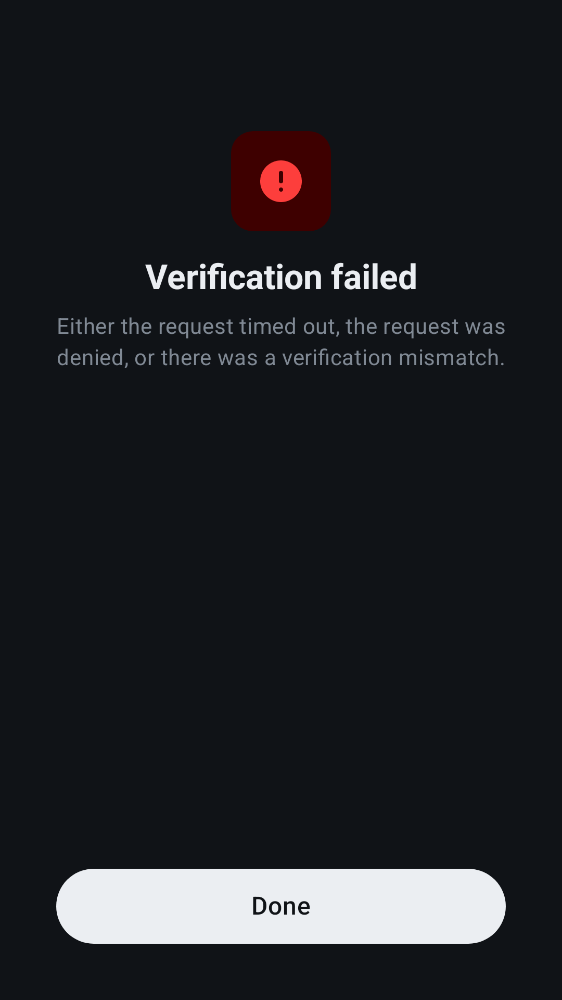 Verification failed
Either the request timed out, the request was
denied, or there was a verification mismatch.
Done